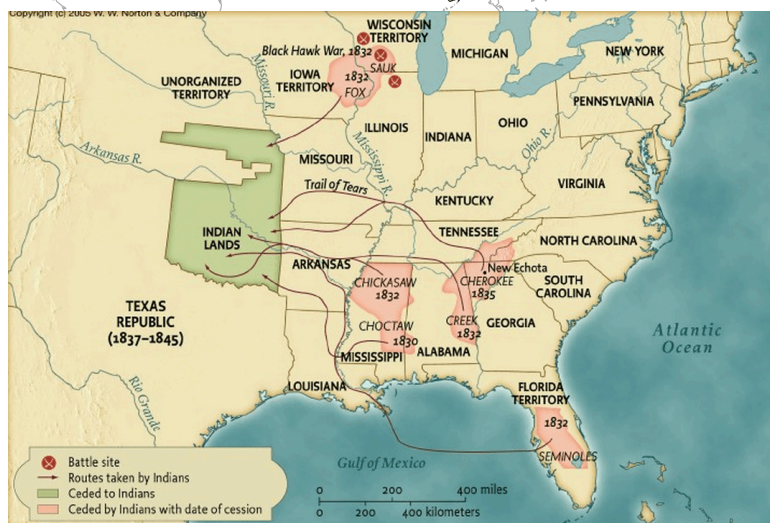 Copyright (c) 2005 W. W. Norton & Company
WISCONSIN
TERRITORY
Black Hawk War, 1832
SAUK
MICHIGAN
NEW YORK
UNORGANIZED
TERRITORY
Missouri R.
IOWA
TERRITORY
1832
FOX
PENNSYLVANIA
ILLINOIS
INDIANA
OHIO
Ohio R.
Arkansas R.
MISSOURI
Mississippi R.
Trail of Tears
VIRGINIA
KENTUCKY
INDIAN
LANDS
TENNESSEE
NORTH CAROLINA
ARKANSAS
New Echota
CHICKASAW
1832
CHEROKEE
1835
SOUTH
CAROLINA
TEXAS
REPUBLIC
(1837–1845)
CHOCTAW
1830
CREEK
1832
GEORGIA
Atlantic
Ocean
MISSISSIPPI
ALABAMA
LOUISIANA
Rio Grande
FLORIDA
TERRITORY
1832
SEMINOLES
Gulf of Mexico
Battle site
Routes taken by Indians
Ceded to Indians
Ceded by Indians with date of cession
0 200 400 miles
0 200 400 kilometers